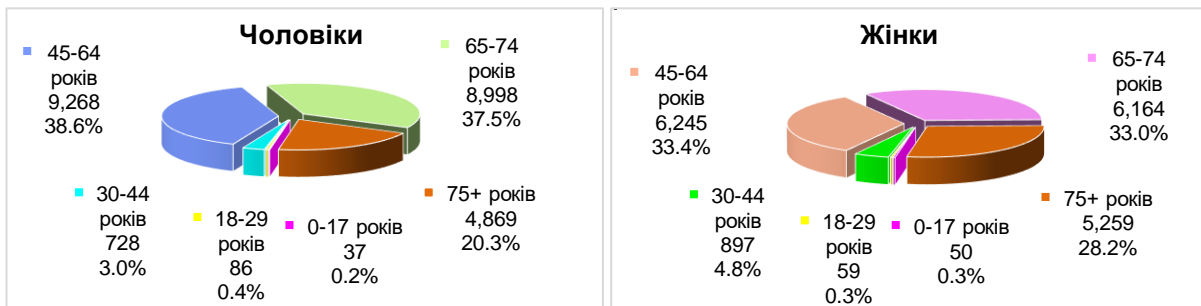 Чоловіки
45-64
років
9,268
38.6%
65-74
років
8,998
37.5%
30-44
років
728
3.0%
18-29
років
86
0.4%
0-17 років
37
0.2%
75+ років
4,869
20.3%
Жінки
45-64
років
6,245
33.4%
65-74
років
6,164
33.0%
30-44
років
897
4.8%
18-29
років
59
0.3%
0-17 років
50
0.3%
75+ років
5,259
28.2%